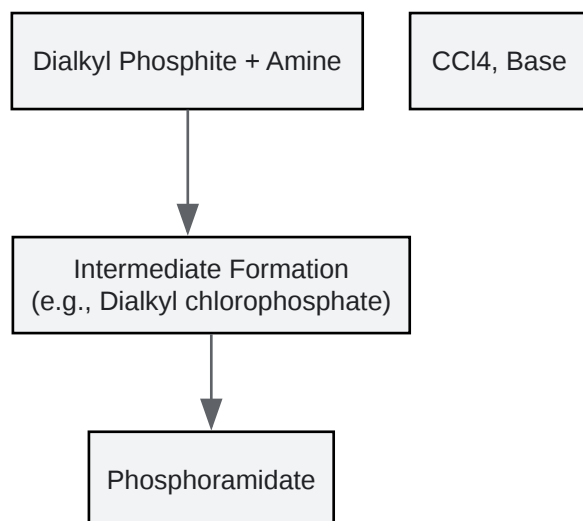 Dialkyl Phosphite + Amine
CCl4, Base
Intermediate Formation
(e.g., Dialkyl chlorophosphate)
Phosphoramidate